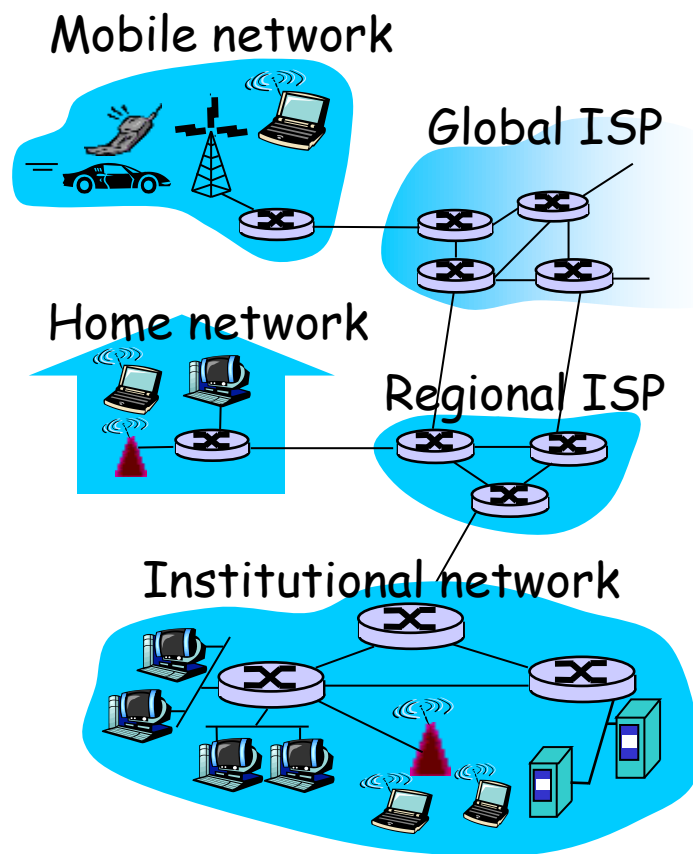 Mobile network
Global ISP
Home network
Regional ISP
Institutional network